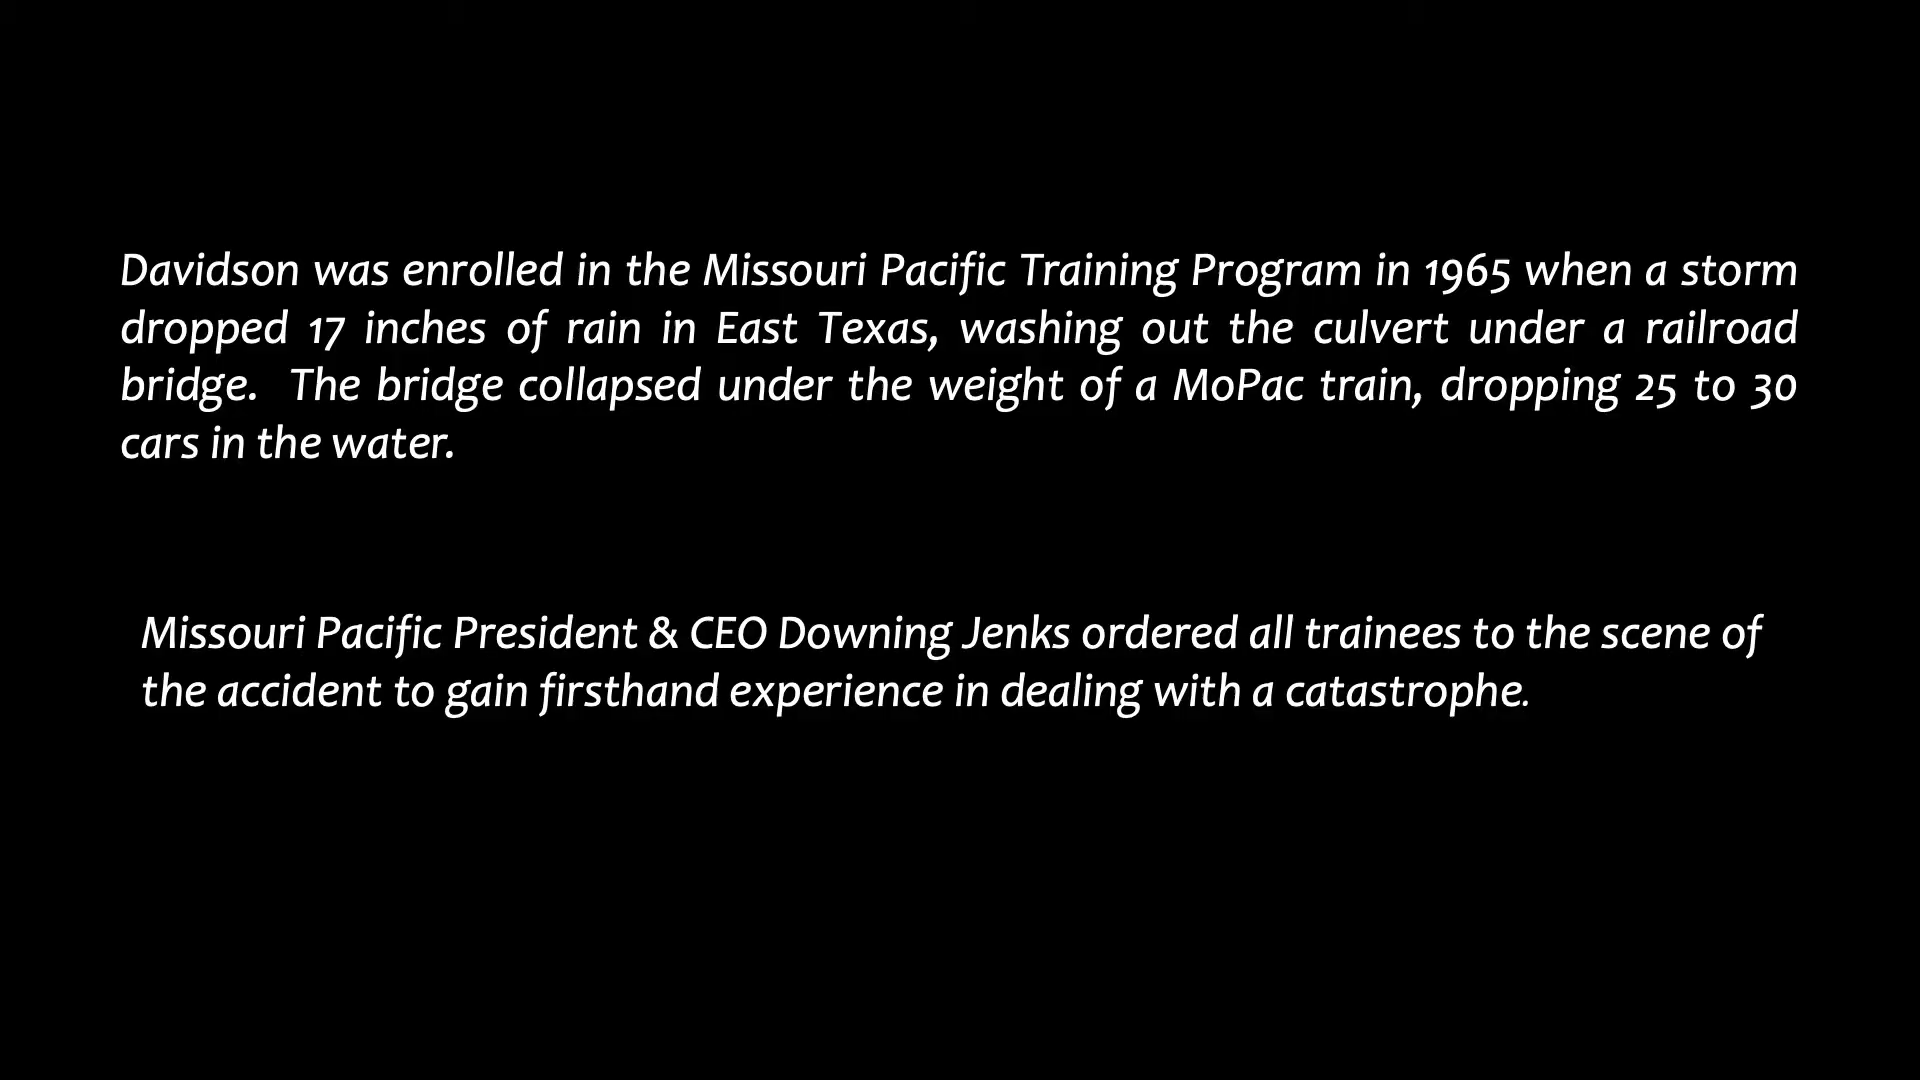 Davidson was enrolled in the Missouri Pacific Training Program in 1965 when a storm
dropped 17 inches of rain in East Texas, washing out the culvert under a railroad
bridge.  The bridge collapsed under the weight of a MoPac train, dropping 25 to 30
cars in the water.
Missouri Pacific President & CEO Downing Jenks ordered all trainees to the scene of
the accident to gain firsthand experience in dealing with a catastrophe.